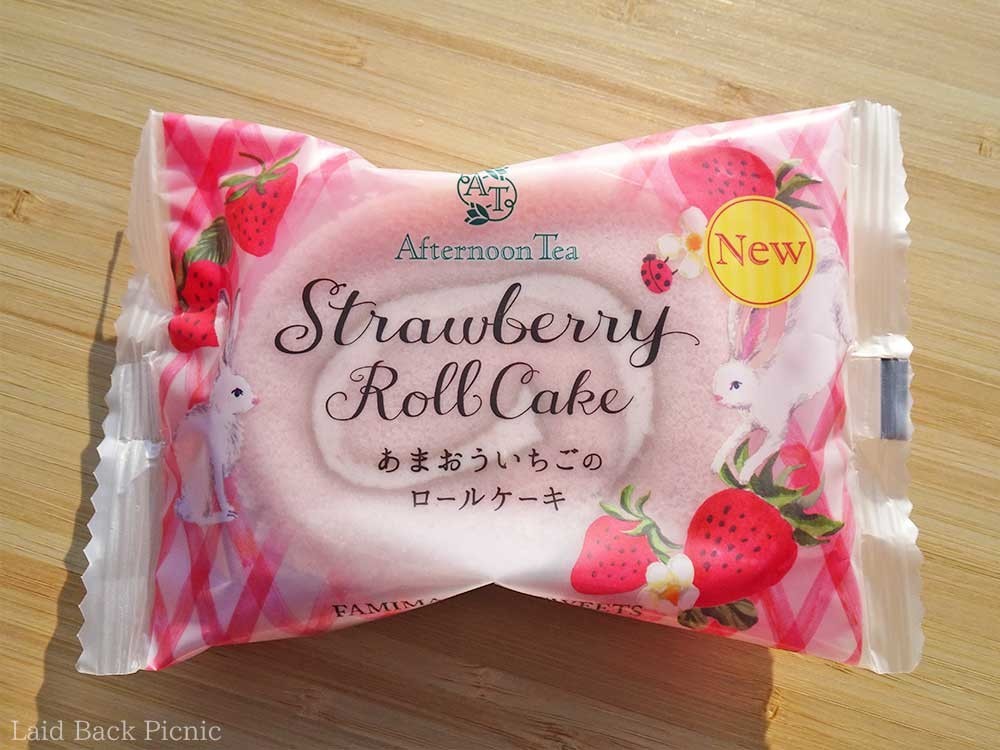 AT
Afternoon Tea
New
Strawberry
Roll Cake
あまおういちごの
ロールケーキ
Laid Back Picnic